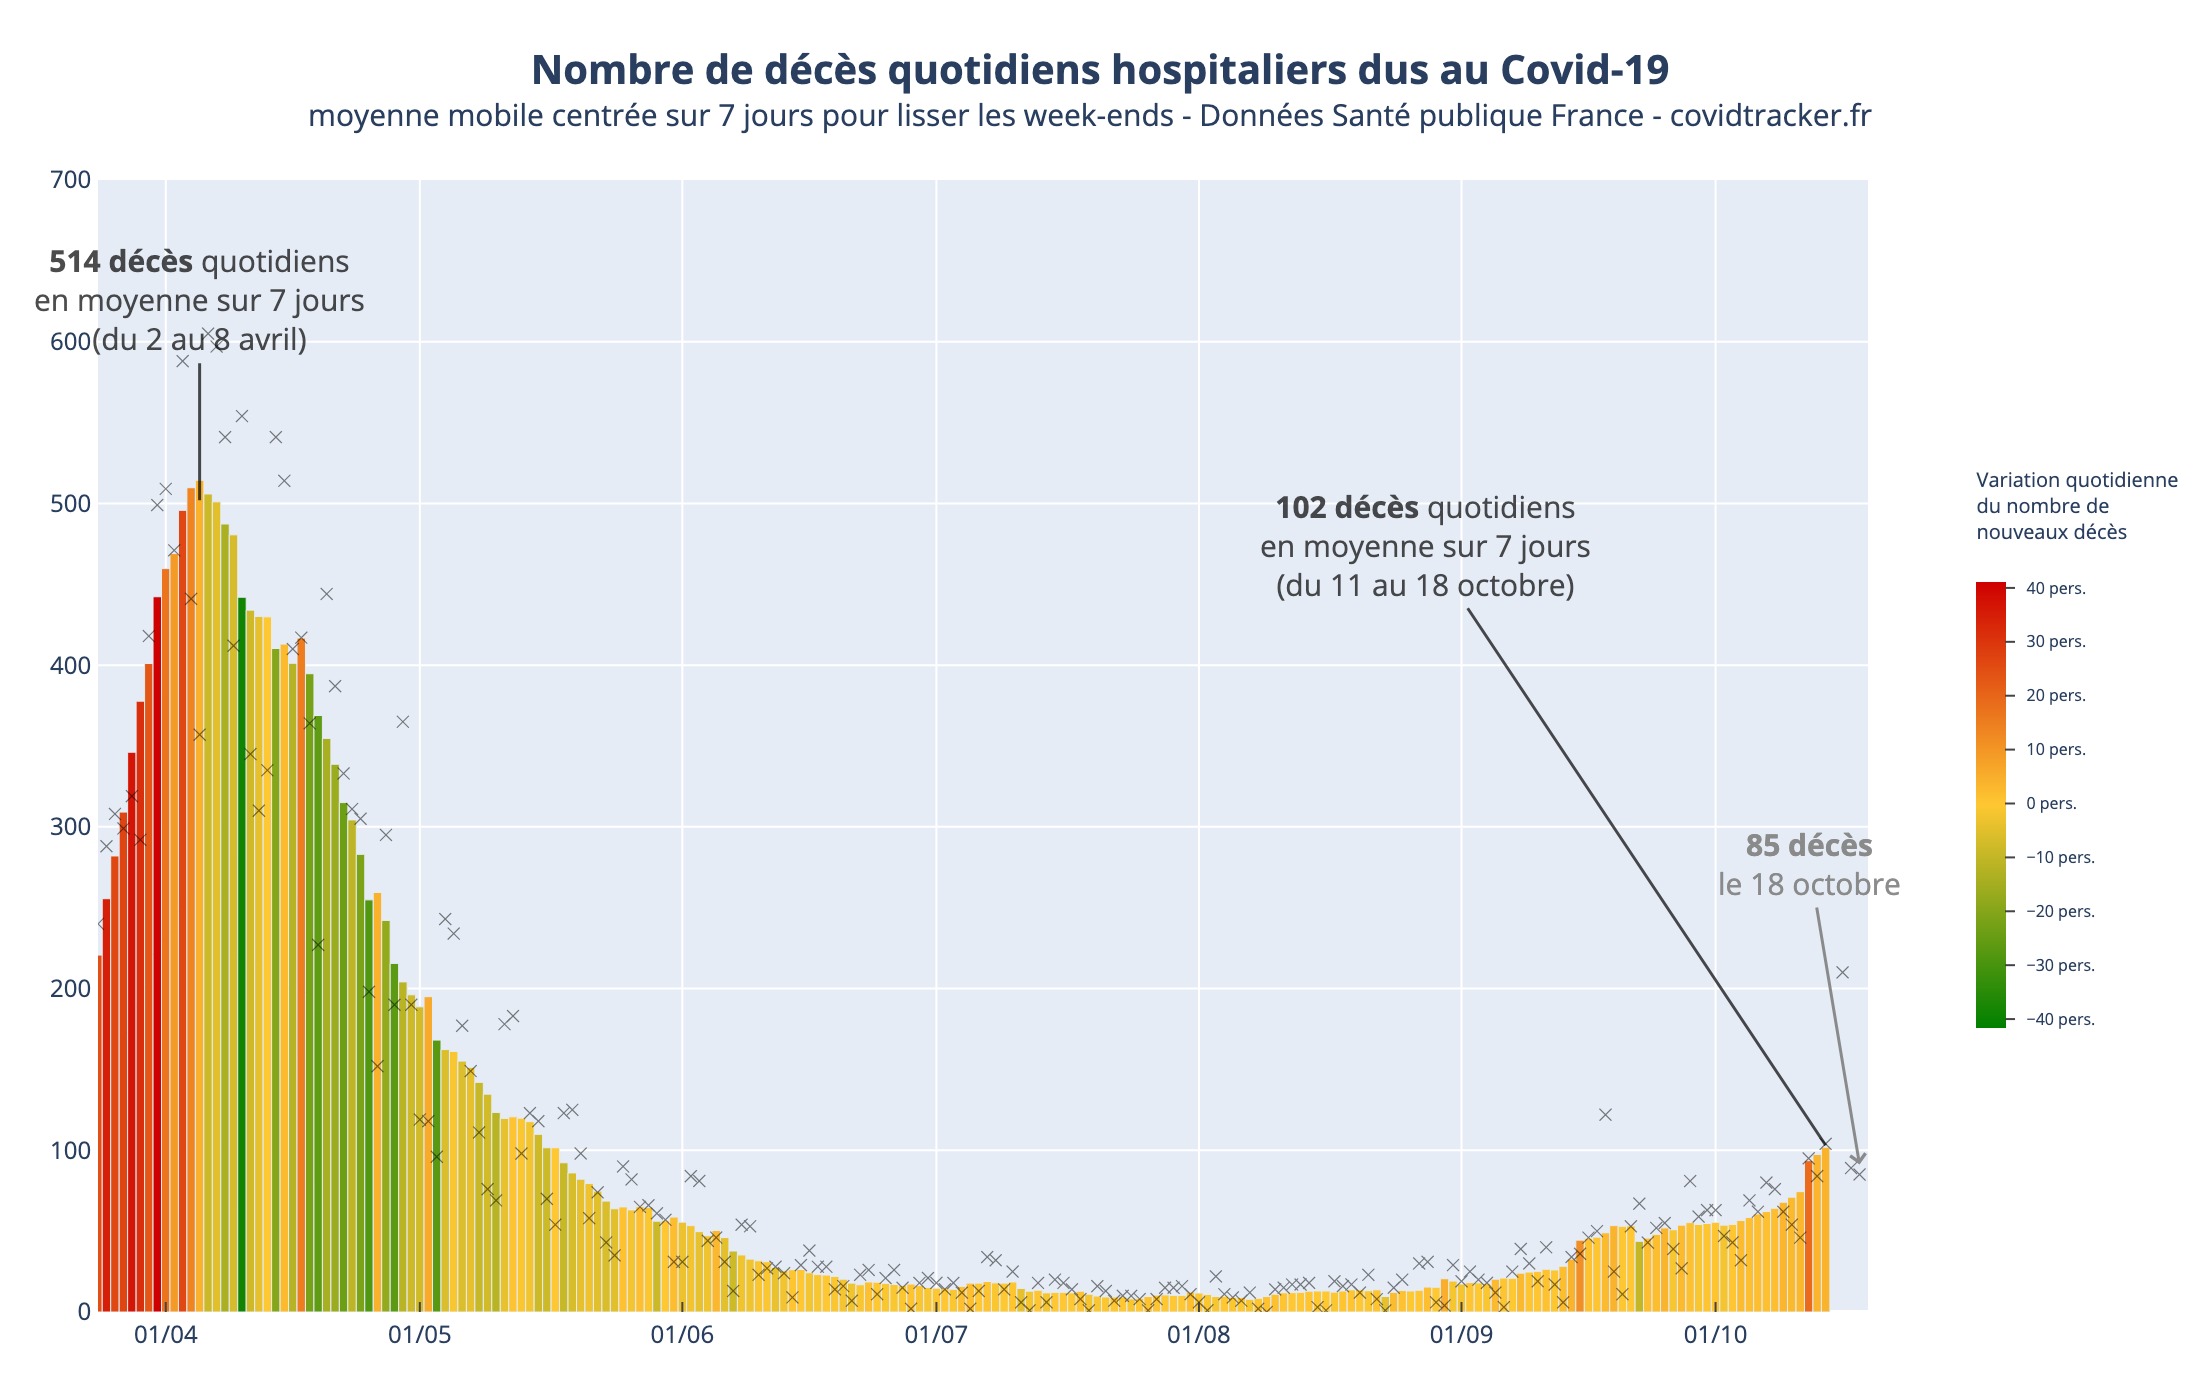 Nombre de décès quotidiens hospitaliers dus au Covid-19
moyenne mobile centrée sur 7 jours pour lisser les week-ends - Données Santé publique France - covidtracker.fr
700
600
500
400
300
200
100
0
514 décès quotidiens
en moyenne sur 7 jours
(du 2 au 8 avril)
102 décès quotidiens
en moyenne sur 7 jours
(du 11 au 18 octobre)
85 décès
le 18 octobre
01/04
01/05
01/06
01/07
01/08
01/09
01/10
Variation quotidienne
du nombre de
nouveaux décès
40 pers.
30 pers.
20 pers.
10 pers.
0 pers.
−10 pers.
−20 pers.
−30 pers.
−40 pers.